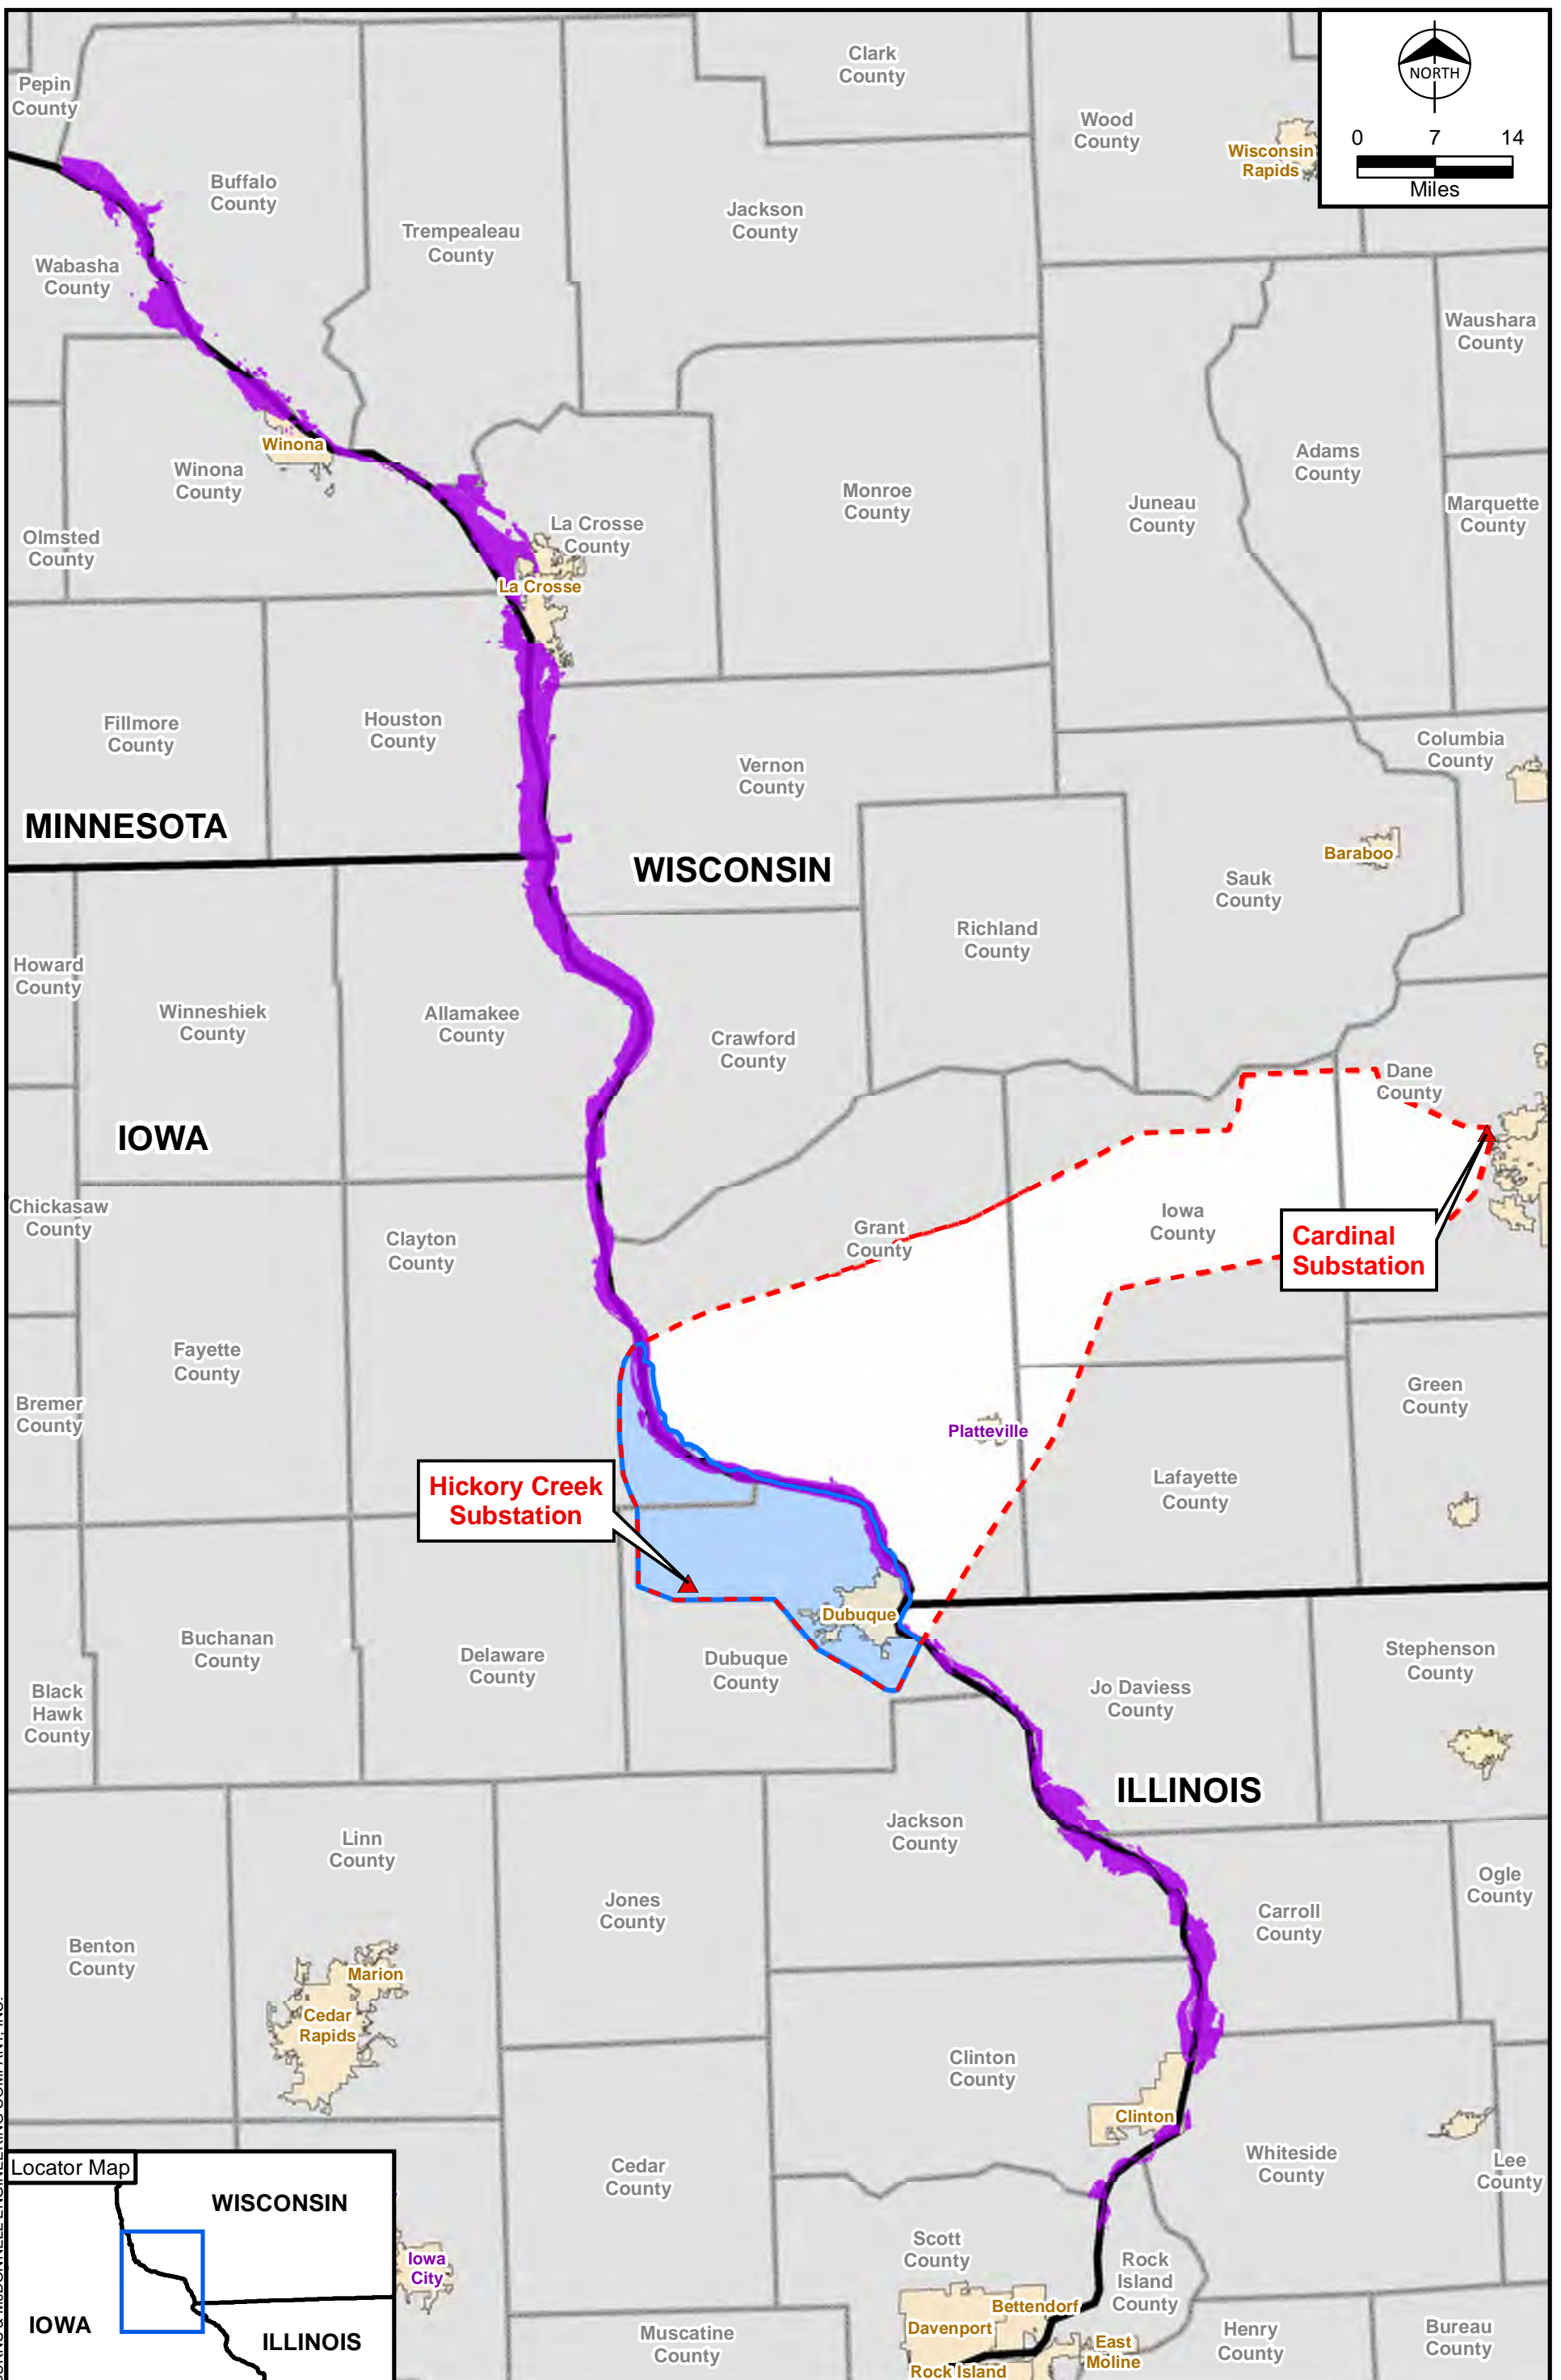 Pepin
County
Clark
County
Wood
County
Wisconsin
Rapids
NORTH
0 7 14
Miles
Buffalo
County
Trempealeau
County
Jackson
County
Wabasha
County
Waushara
County
Winona
Winona
County
Monroe
County
Adams
County
Juneau
County
Marquette
County
Olmsted
County
La Crosse
County
La Crosse
Fillmore
County
Houston
County
Vernon
County
Columbia
County
MINNESOTA
WISCONSIN
Baraboo
Sauk
County
Richland
County
Howard
County
Winneshiek
County
Allamakee
County
Crawford
County
Dane
County
IOWA
Chickasaw
County
Clayton
County
Grant
County
Iowa
County
Cardinal
Substation
Fayette
County
Bremer
County
Green
County
Platteville
Lafayette
County
Hickory Creek
Substation
Dubuque
Buchanan
County
Delaware
County
Dubuque
County
Stephenson
County
Jo Daviess
County
Black
Hawk
County
ILLINOIS
Linn
County
Jackson
County
Jones
County
Ogle
County
Carroll
County
Benton
County
Marion
Cedar
Rapids
Clinton
County
Clinton
Whiteside
County
Lee
County
Cedar
County
Locator Map
WISCONSIN
IOWA
ILLINOIS
Iowa
City
Scott
County
Rock
Island
County
Bettendorf
Davenport
East
Moline
Rock Island
Muscatine
County
Henry
County
Bureau
County